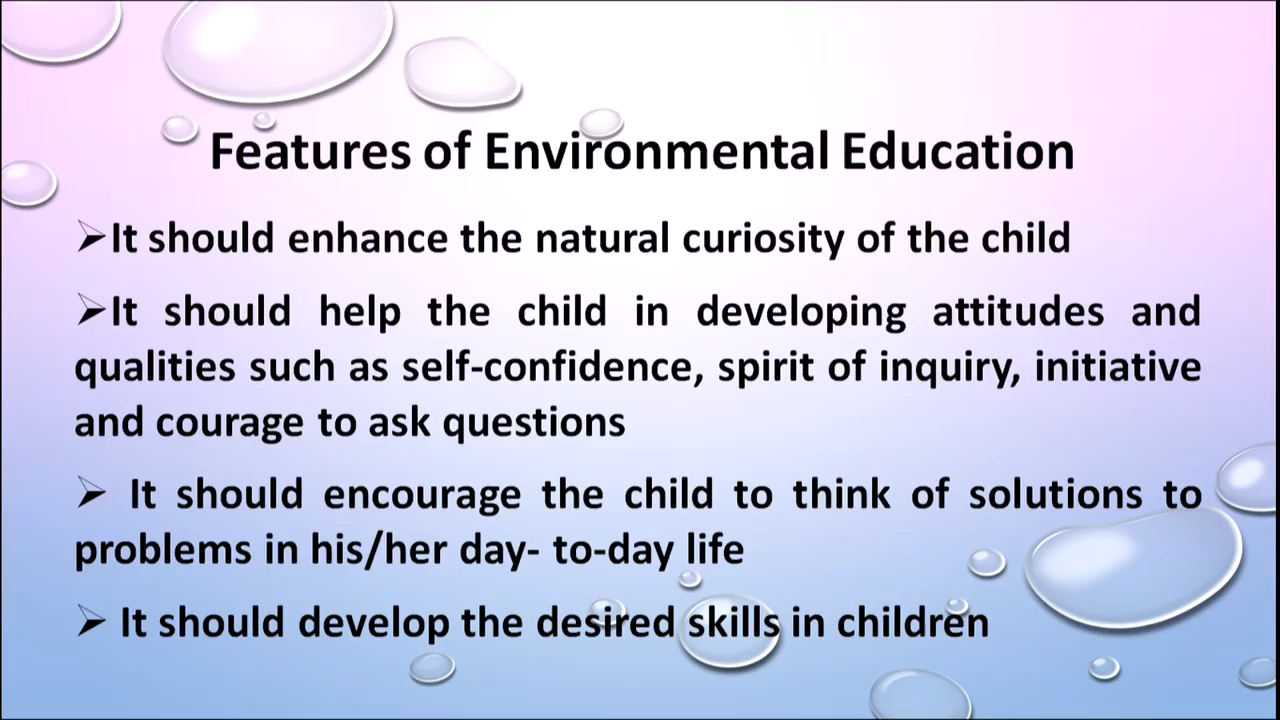 Features of Environmental Education
➢It should enhance the natural curiosity of the child
➢It should help the child in developing attitudes and
qualities such as self-confidence, spirit of inquiry, initiative
and courage to ask questions
➢ It should encourage the child to think of solutions to
problems in his/her day- to-day life
➢ It should develop the desired skills in children